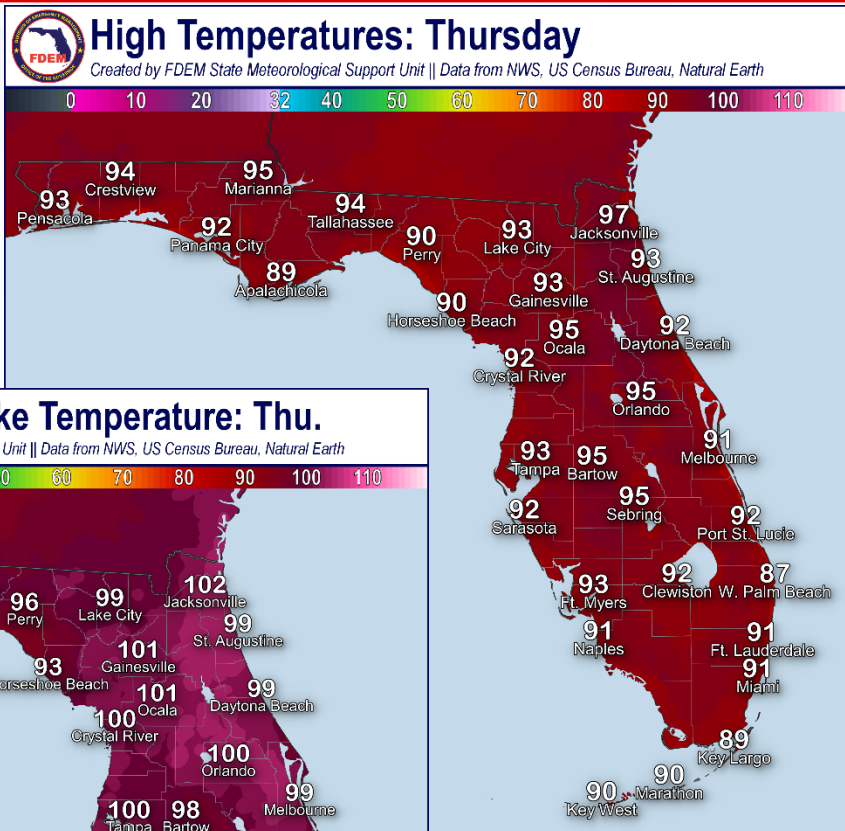 High Temperatures: Thursday
Created by FDEM State Meteorological Support Unit || Data from NWS, US Census Bureau, Natural Earth
FDEM
0 10 20 32 40 50 60 70 80 90 100 110
94
Crestview
95
Marianna
93
Pensacola
94
Tallahassee
92
Panama City
90
Perry
93
Lake City
97
Jacksonville
89
Apalachicola
93
St. Augustine
93
Gainesville
90
Horseshoe Beach
95
Ocala
92
Daytona Beach
92
Crystal River
95
Orlando
93
Tampa
95
Bartow
91
Melbourne
92
Sarasota
95
Sebring
92
Port St. Lucie
93
Ft. Myers
92
Clewiston
87
W. Palm Beach
91
Naples
91
Ft. Lauderdale
91
Miami
89
Key Largo
90
Marathon
90
Key West
ke Temperature: Thu.
Unit || Data from NWS, US Census Bureau, Natural Earth
0 60 70 80 90 100 110
96
Perry
99
Lake City
102
Jacksonville
99
St. Augustine
101
Gainesville
93
orseshoe Beach
101
Ocala
99
Daytona Beach
100
Crystal River
100
Orlando
99
Melbourne
100
Tampa
98
Bartow